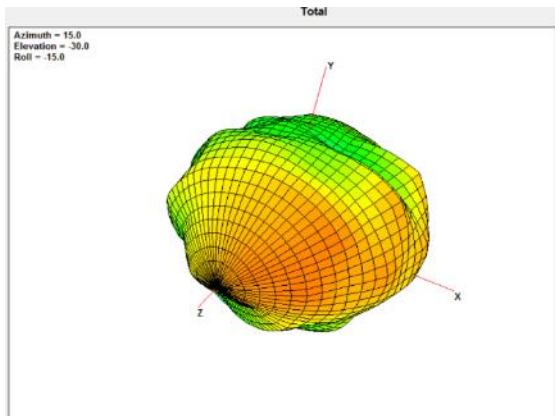 Total
Azimuth = 15.0
Elevation = -30.0
Roll = -15.0
Y
X
Z